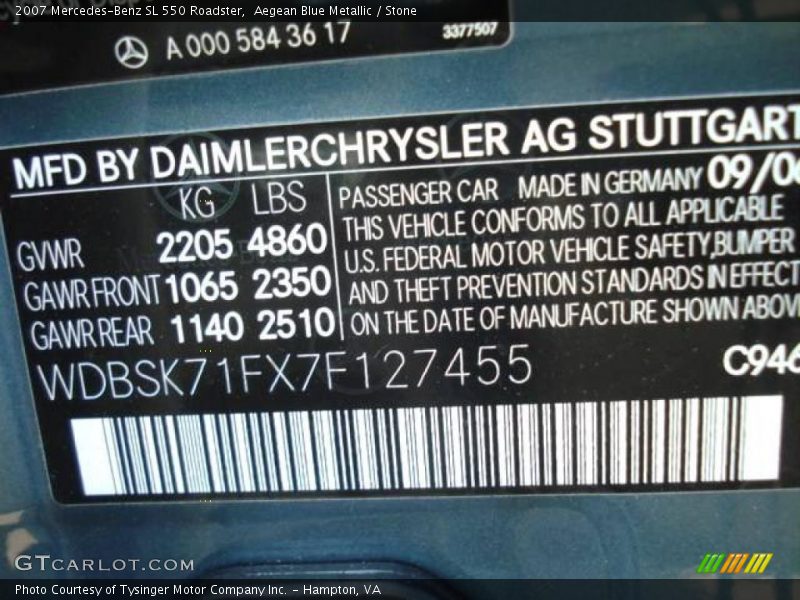 2007 Mercedes-Benz SL 550 Roadster, Aegean Blue Metallic / Stone
A 000 584 36 17 3377507
MFD BY DAIMLERCHRYSLER AG STUTTGART
KG LBS
PASSENGER CAR MADE IN GERMANY 09/06
THIS VEHICLE CONFORMS TO ALL APPLICABLE
GVWR 2205 4860
U.S. FEDERAL MOTOR VEHICLE SAFETY, BUMPER
GAWR FRONT 1065 2350
AND THEFT PREVENTION STANDARDS IN EFFECT
GAWR REAR 1140 2510
ON THE DATE OF MANUFACTURE SHOWN ABOV
WDBSK71FX7F127455 C946
GTCARLOT.COM
Photo Courtesy of Tysinger Motor Company Inc. - Hampton, VA